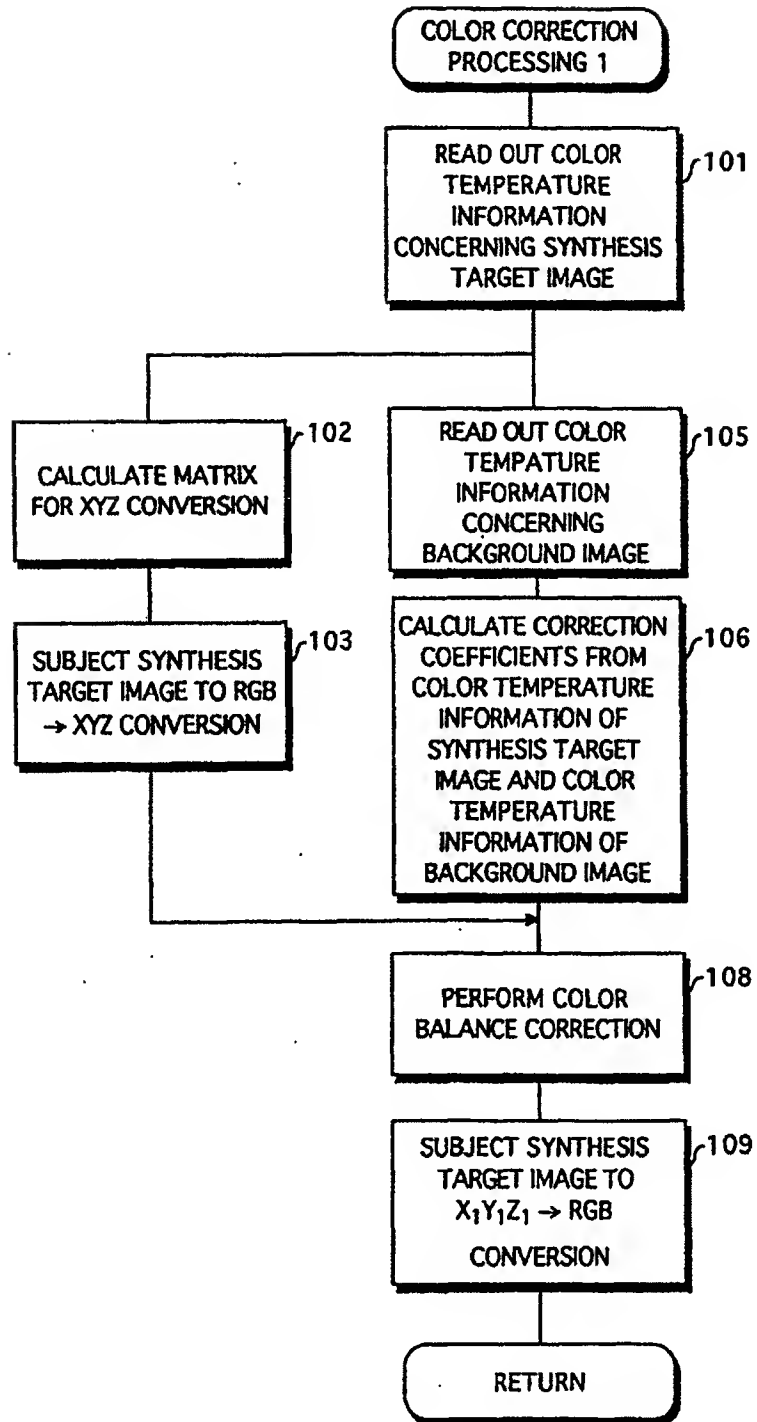 COLOR CORRECTION
PROCESSING 1
READ OUT COLOR
TEMPERATURE
INFORMATION
CONCERNING SYNTHESIS
TARGET IMAGE
101
CALCULATE MATRIX
FOR XYZ CONVERSION
102
SUBJECT SYNTHESIS
TARGET IMAGE TO RGB
→ XYZ CONVERSION
103
READ OUT COLOR
TEMPATURE
INFORMATION
CONCERNING
BACKGROUND IMAGE
105
CALCULATE CORRECTION
COEFFICIENTS FROM
COLOR TEMPERATURE
INFORMATION OF
SYNTHESIS TARGET
IMAGE AND COLOR
TEMPERATURE
INFORMATION OF
BACKGROUND IMAGE
106
PERFORM COLOR
BALANCE CORRECTION
108
SUBJECT SYNTHESIS
TARGET IMAGE TO
X₁Y₁Z₁ → RGB
CONVERSION
109
RETURN